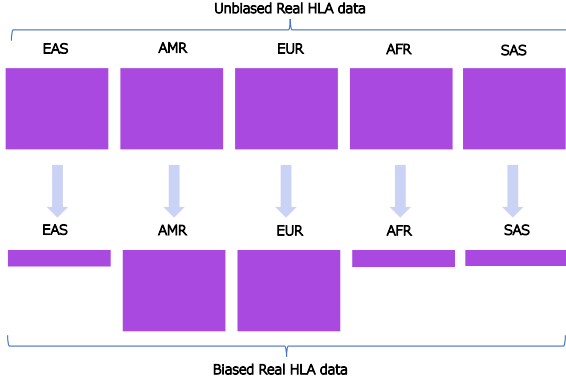 Unbiased Real HLA data
EAS AMR EUR AFR SAS
EAS AMR EUR AFR SAS
Biased Real HLA data